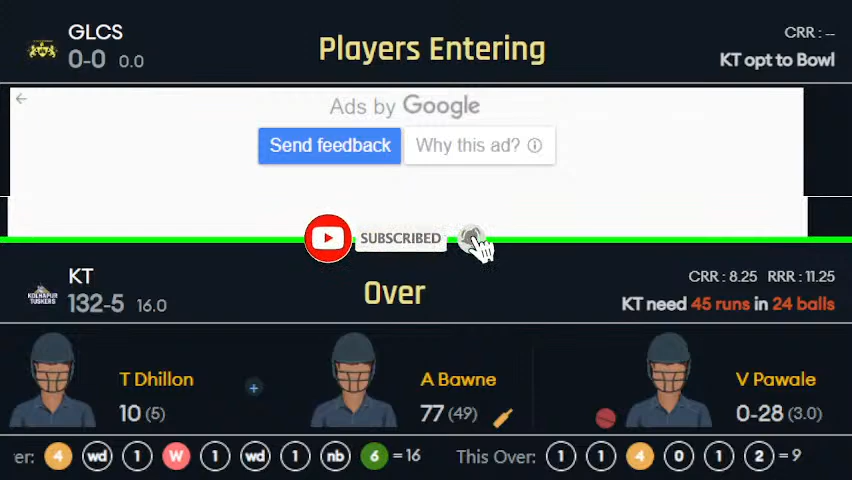 GLCS
0-0 0.0
Players Entering
CRR : --
KT opt to Bowl
Ads by Google
Send feedback
Why this ad?
SUBSCRIBED
KOLHAPUR
TUSKERS
KT
132-5 16.0
Over
CRR : 8.25 RRR : 11.25
KT need 45 runs in 24 balls
T Dhillon
10 (5)
A Bawne
77 (49)
V Pawale
0-28 (3.0)
er: 4 wd 1 W 1 wd 1 nb 6 = 16
This Over: 1 1 4 0 1 2 = 9